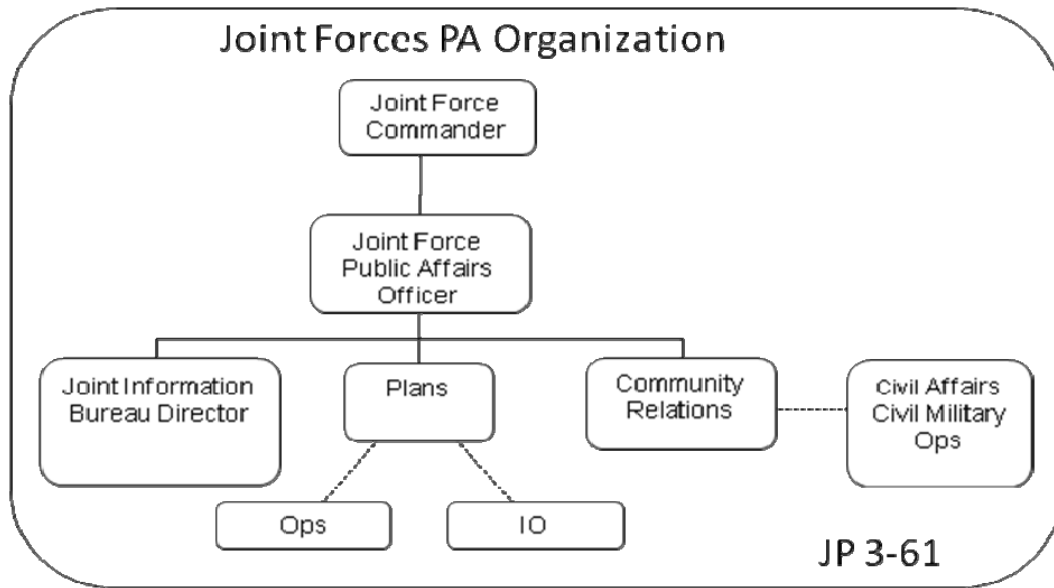 Joint Forces PA Organization
Joint Force
Commander
Joint Force
Public Affairs
Officer
Joint Information
Bureau Director
Plans
Community
Relations
Civil Affairs
Civil Military
Ops
Ops
IO
JP 3-61